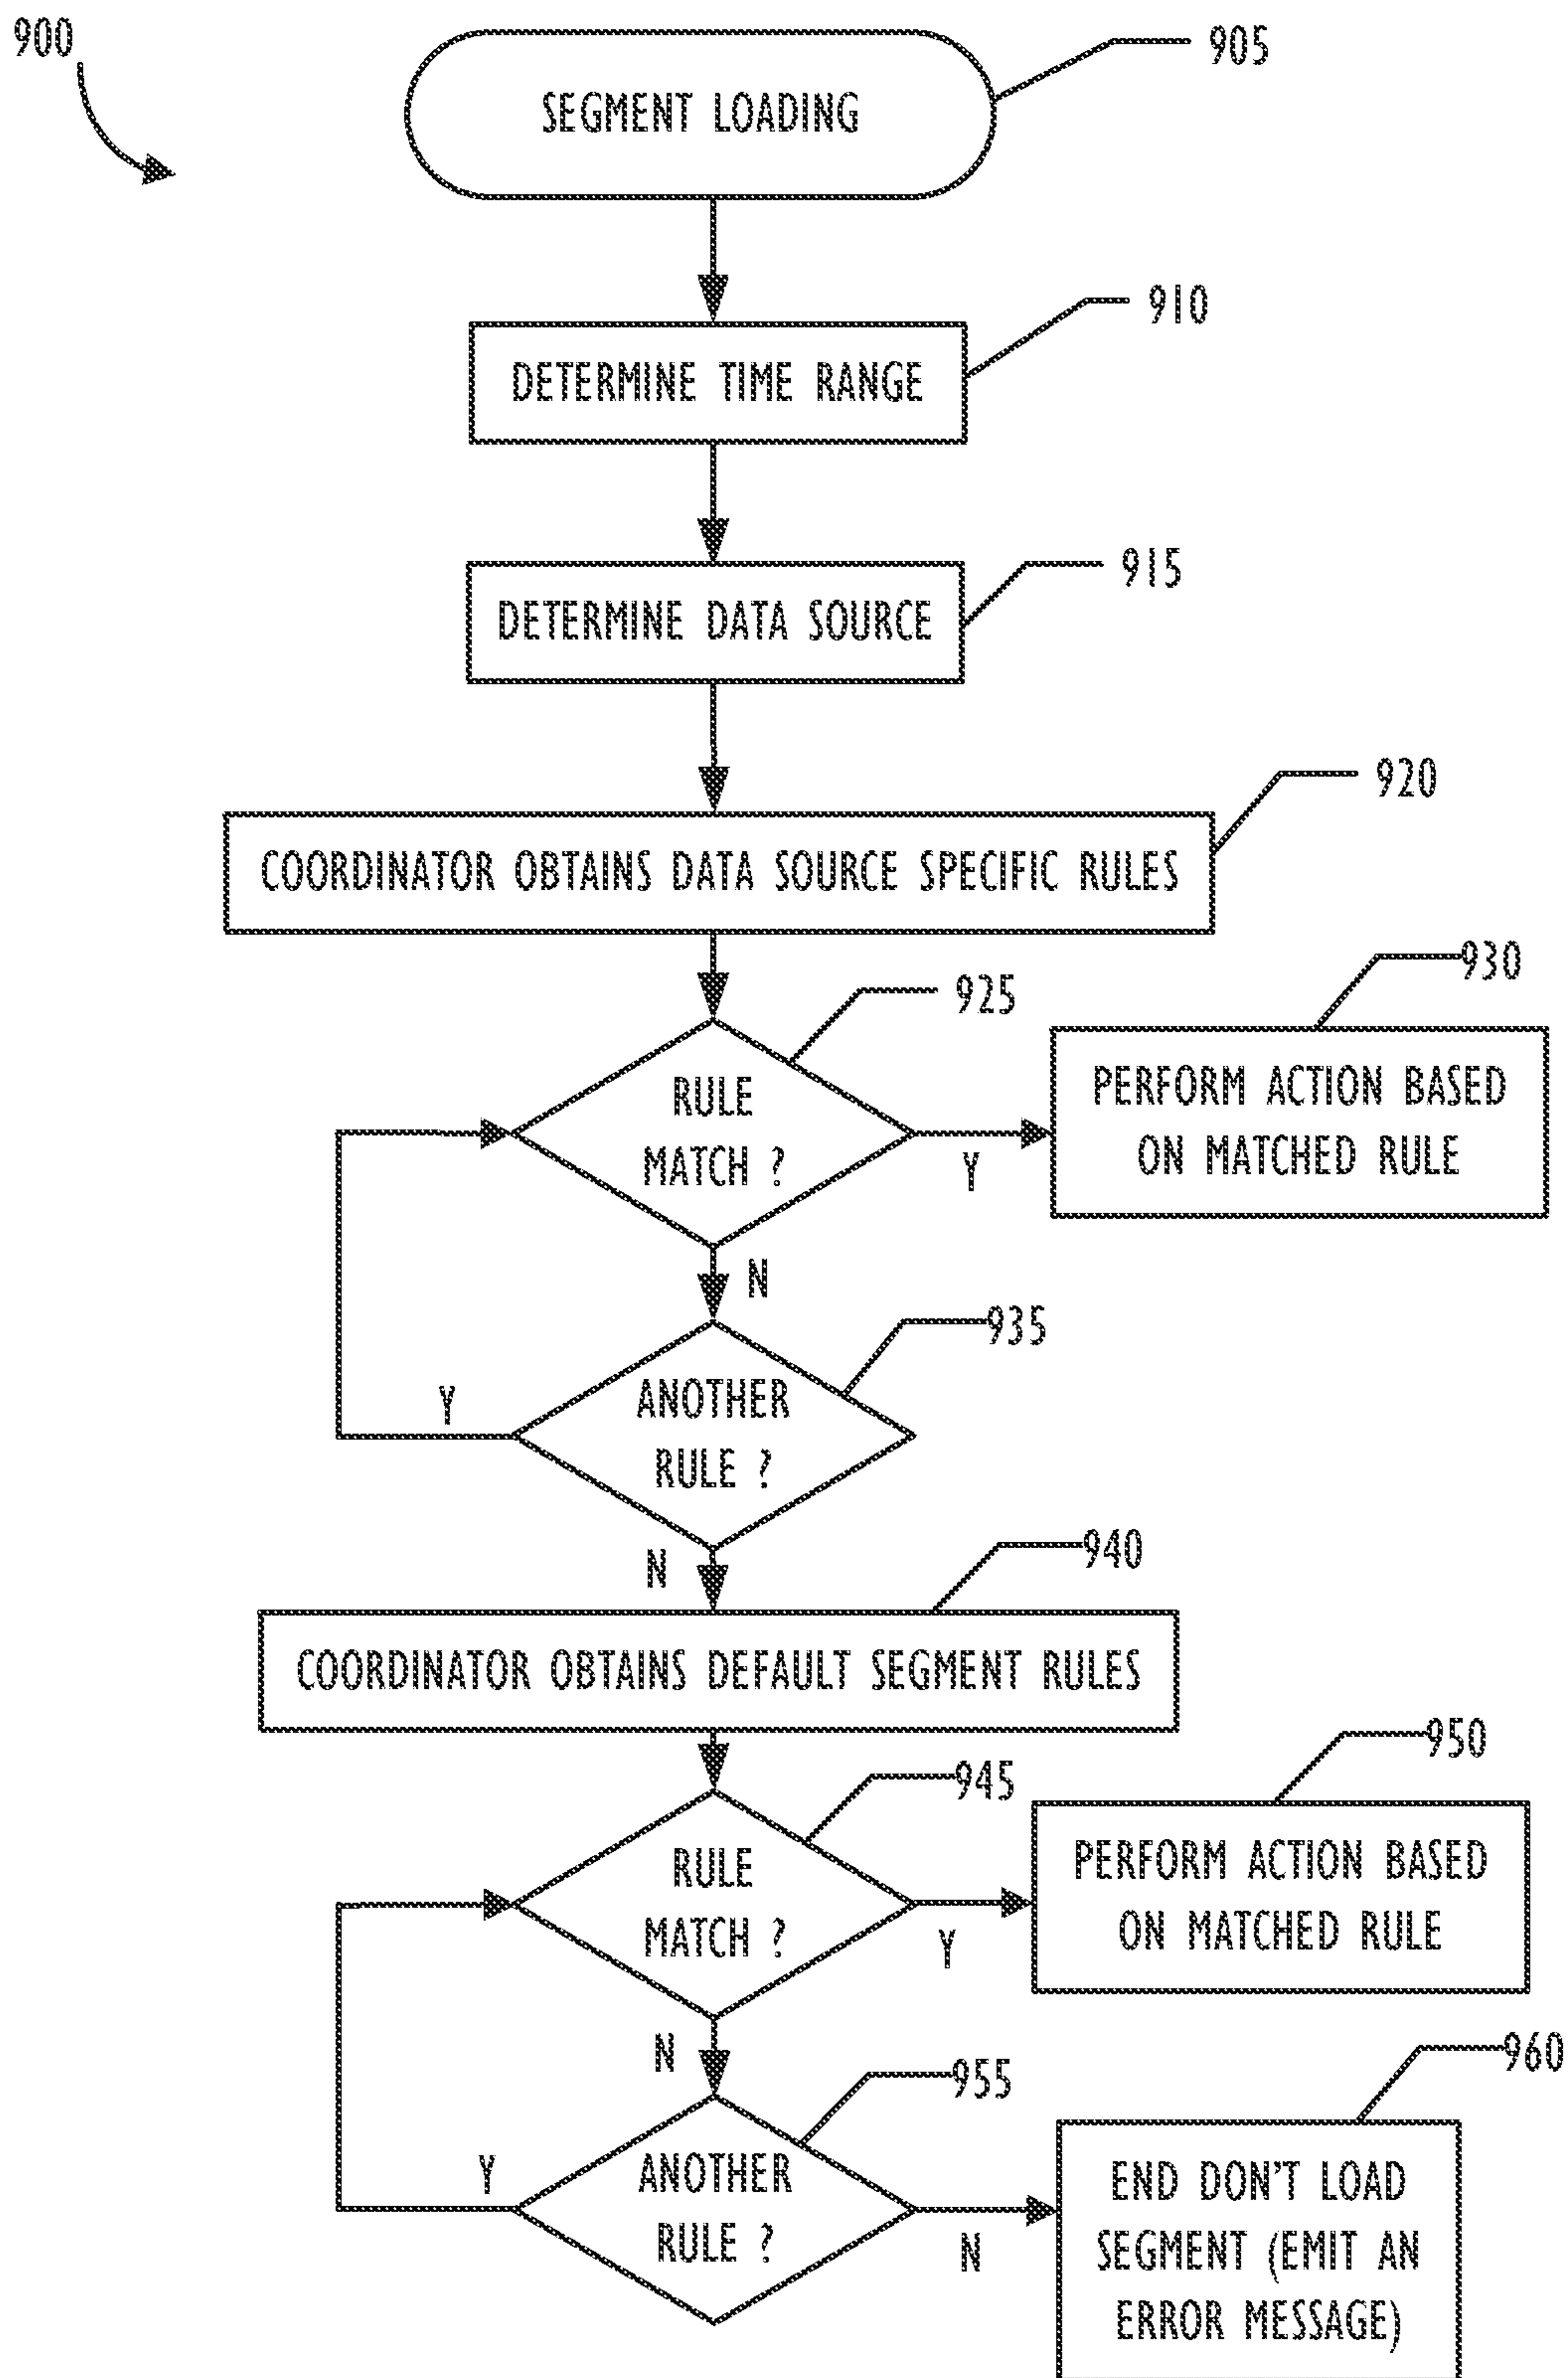 900
905
SEGMENT LOADING
910
DETERMINE TIME RANGE
915
DETERMINE DATA SOURCE
920
COORDINATOR OBTAINS DATA SOURCE SPECIFIC RULES
925
930
RULE
MATCH ?
Y
PERFORM ACTION BASED
ON MATCHED RULE
N
935
ANOTHER
RULE ?
Y
N
940
COORDINATOR OBTAINS DEFAULT SEGMENT RULES
945
950
RULE
MATCH ?
Y
PERFORM ACTION BASED
ON MATCHED RULE
N
955
960
ANOTHER
RULE ?
Y
N
END DON'T LOAD
SEGMENT (EMIT AN
ERROR MESSAGE)